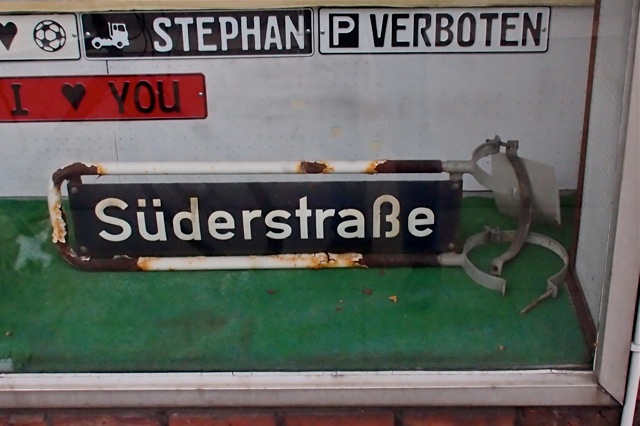 STEPHAN
P VERBOTEN
I ♥ YOU
Süderstraße